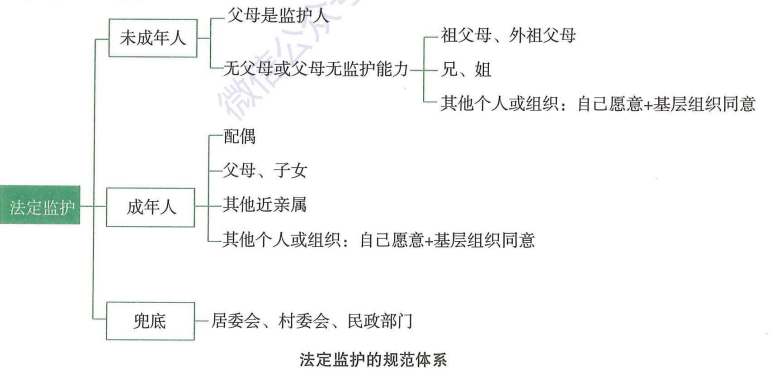 父母是监护人
未成年人
祖父母、外祖父母
无父母或父母无监护能力
兄、姐
其他个人或组织：自己愿意+基层组织同意
配偶
父母、子女
法定监护
成年人
其他近亲属
其他个人或组织：自己愿意+基层组织同意
兜底
居委会、村委会、民政部门
法定监护的规范体系
微信公众号